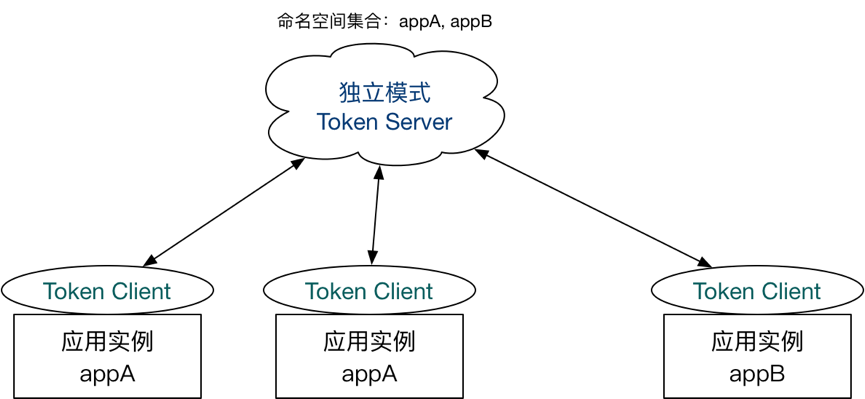 命名空间集合：appA, appB
独立模式
Token Server
Token Client
Token Client
Token Client
应用实例
appA
应用实例
appA
应用实例
appB